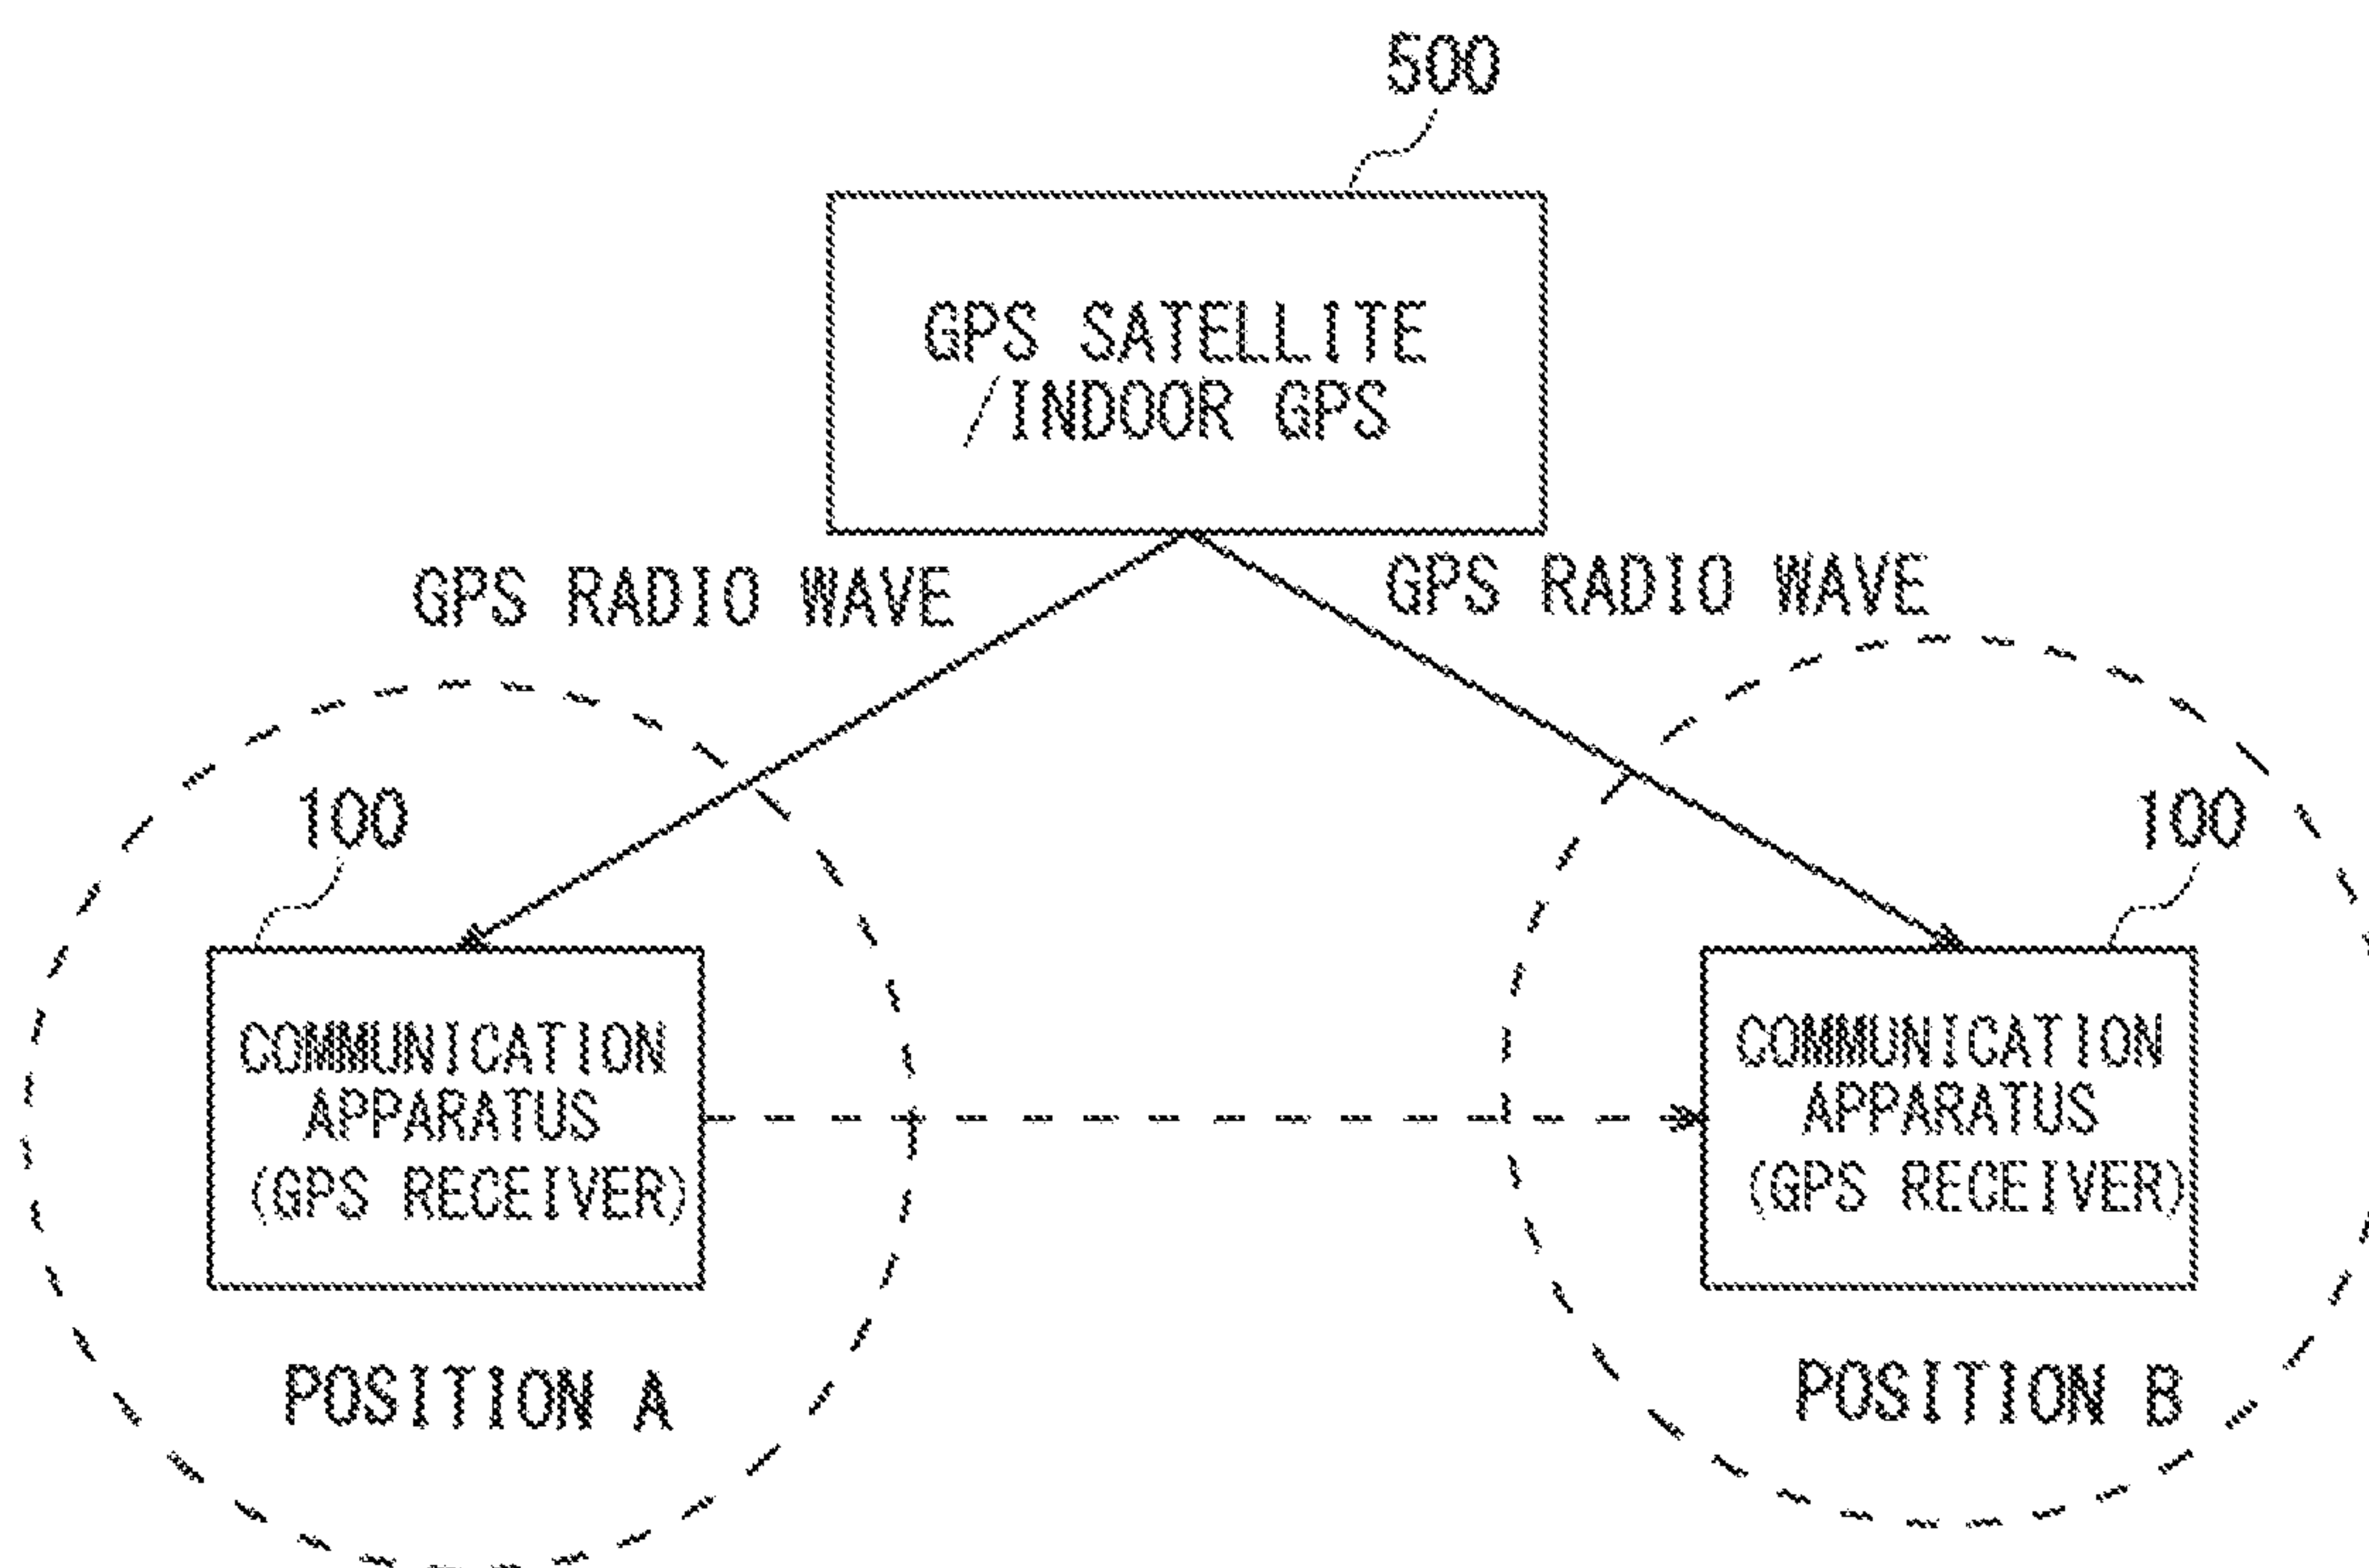 500
GPS SATELLITE
/INDOOR GPS
GPS RADIO WAVE
GPS RADIO WAVE
100
100
COMMUNICATION
APPARATUS
(GPS RECEIVER)
COMMUNICATION
APPARATUS
(GPS RECEIVER)
POSITION A
POSITION B